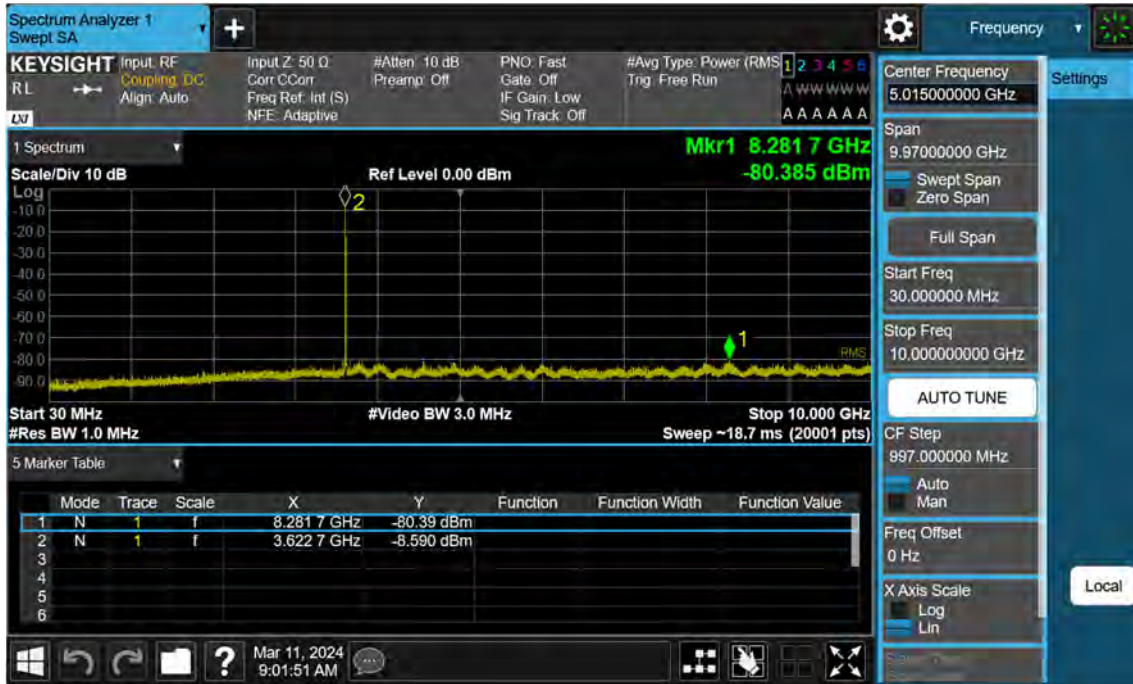 Spectrum Analyzer 1
Swept SA
+
Frequency
KEYSIGHT
RL
LXI
Input: RF
Coupling: DC
Align: Auto
Input Z: 50 Ω
Corr CCorr
Freq Ref: Int (S)
NFE: Adaptive
#Atten: 10 dB
Preamp: Off
PNO: Fast
Gate: Off
IF Gain: Low
Sig Track: Off
#Avg Type: Power (RMS
Trig: Free Run
1 2 3 4 5 6
A W W W W W
A A A A A A
1 Spectrum
Scale/Div 10 dB
Ref Level 0.00 dBm
Mkr1 8.281 7 GHz
-80.385 dBm
Log
-10.0
-20.0
-30.0
-40.0
-50.0
-60.0
-70.0
-80.0
-90.0
2
1
RMS
Start 30 MHz
#Video BW 3.0 MHz
Stop 10.000 GHz
#Res BW 1.0 MHz
Sweep ~18.7 ms (20001 pts)
5 Marker Table
Mode Trace Scale X Y Function Function Width Function Value
1 N 1 f 8.281 7 GHz -80.39 dBm
2 N 1 f 3.622 7 GHz -8.590 dBm
3
4
5
6
?
Mar 11, 2024
9:01:51 AM
Center Frequency
5.015000000 GHz
Span
9.97000000 GHz
Swept Span
Zero Span
Full Span
Start Freq
30.000000 MHz
Stop Freq
10.000000000 GHz
AUTO TUNE
CF Step
997.000000 MHz
Auto
Man
Freq Offset
0 Hz
X Axis Scale
Log
Lin
Settings
Local